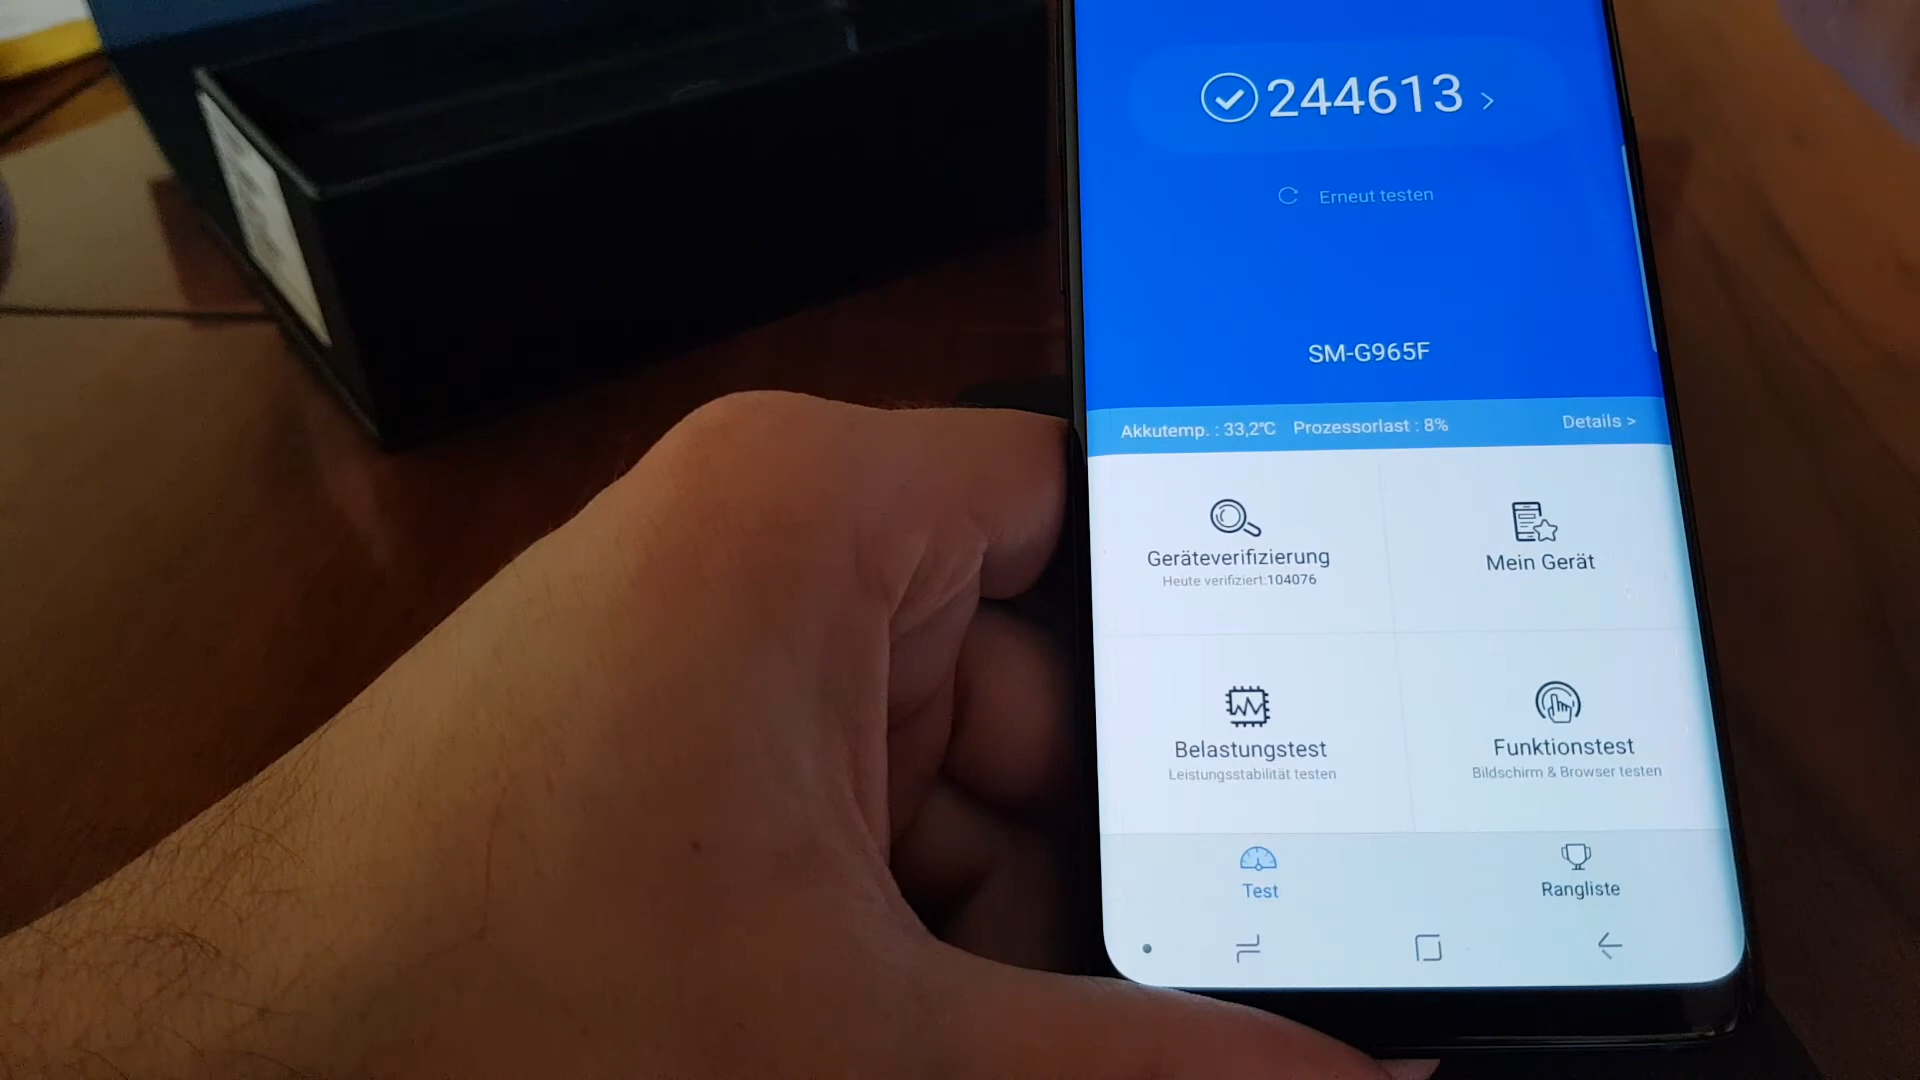 244613 >
Erneut testen
SM-G965F
Akkutemp. : 33,2℃ Prozessorlast : 8% Details >
Geräteverifizierung
Heute verifiziert:104076
Mein Gerät
Belastungstest
Leistungsstabilität testen
Funktionstest
Bildschirm & Browser testen
Test
Rangliste